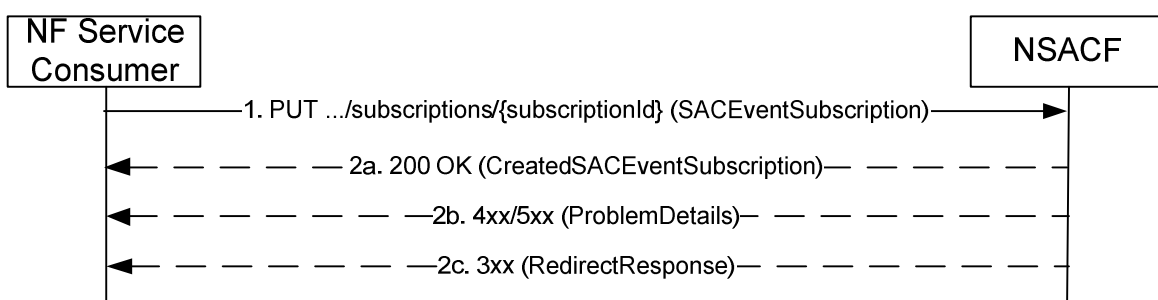 NF Service
Consumer
NSACF
1. PUT .../subscriptions/{subscriptionId} (SACEventSubscription)
2a. 200 OK (CreatedSACEventSubscription)
2b. 4xx/5xx (ProblemDetails)
2c. 3xx (RedirectResponse)